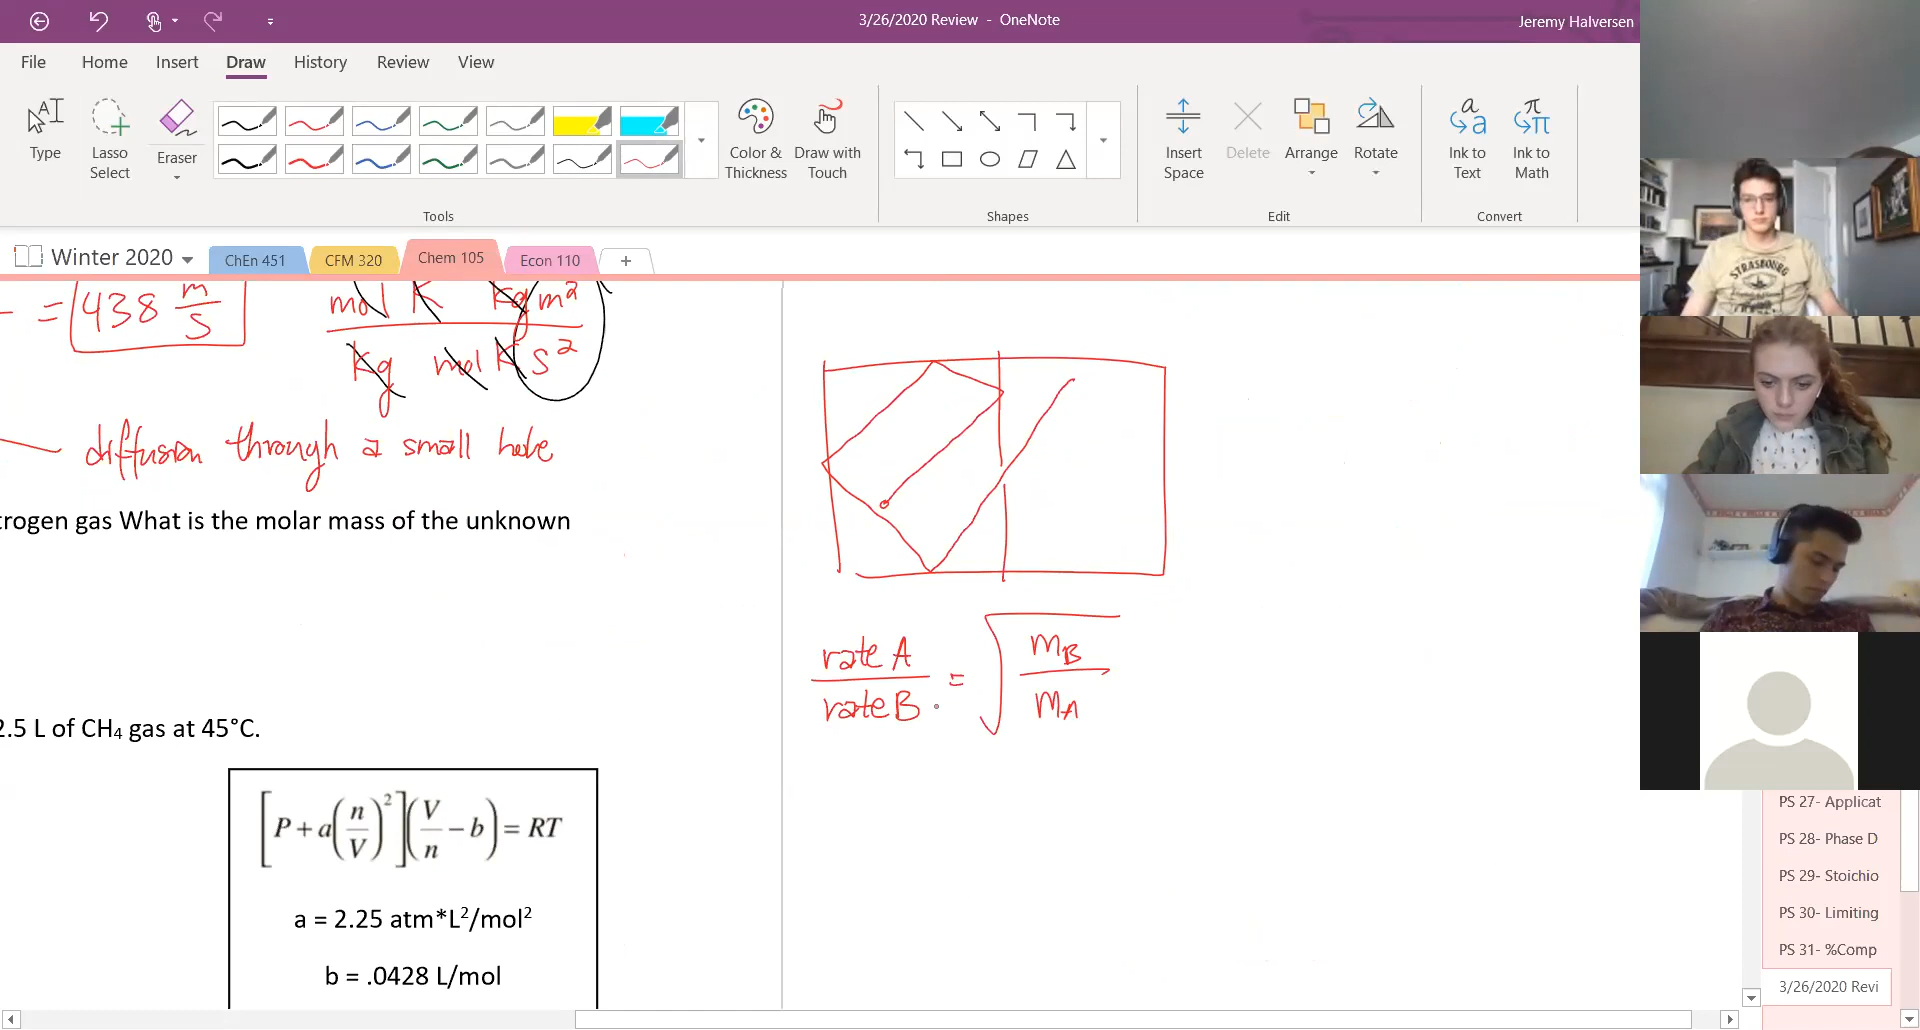 3/26/2020 Review - OneNote
Jeremy Halversen
File Home Insert Draw History Review View
Type
Lasso Select
Eraser
Color & Thickness
Draw with Touch
Insert Space
Delete
Arrange
Rotate
Ink to Text
Ink to Math
Tools
Shapes
Edit
Convert
Winter 2020
ChEn 451
CFM 320
Chem 105
Econ 110
+
= 438 m/s
mol K kg m²
kg mol K s²
diffusion through a small hole
trogen gas What is the molar mass of the unknown
rate A / rate B = √(mB / mA)
2.5 L of CH₄ gas at 45°C.
[P + a(n/V)²](V/n − b) = RT
a = 2.25 atm*L²/mol²
b = .0428 L/mol
STRASBOURG
PS 27- Applicat
PS 28- Phase D
PS 29- Stoichio
PS 30- Limiting
PS 31- %Comp
3/26/2020 Revi